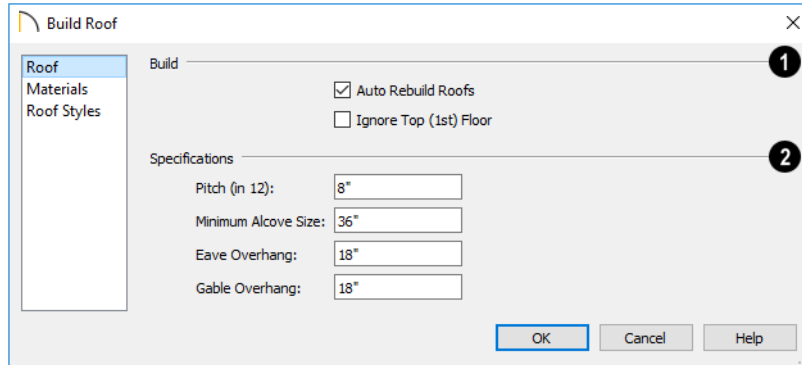 Build Roof
Roof
Materials
Roof Styles
Build
1
Auto Rebuild Roofs
Ignore Top (1st) Floor
Specifications
2
Pitch (in 12): 8"
Minimum Alcove Size: 36"
Eave Overhang: 18"
Gable Overhang: 18"
OK Cancel Help